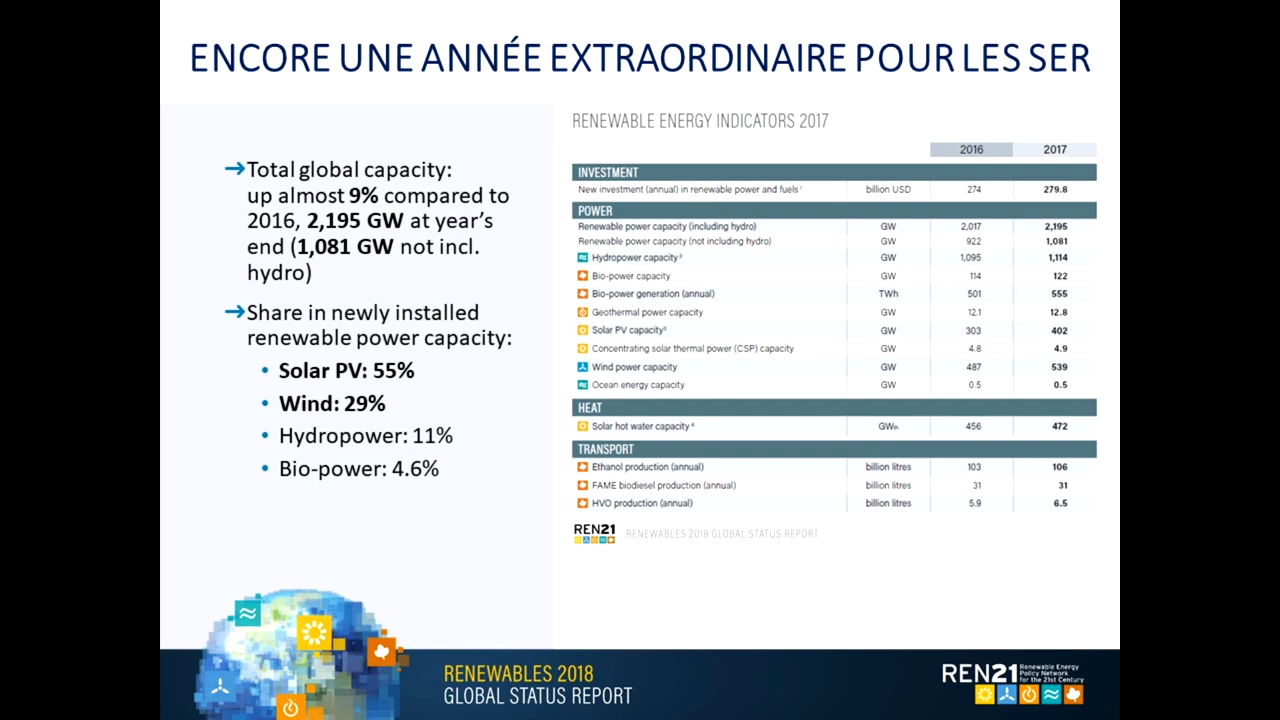 ENCORE UNE ANNÉE EXTRAORDINAIRE POUR LES SER
→Total global capacity:
up almost 9% compared to
2016, 2,195 GW at year's
end (1,081 GW not incl.
hydro)
→Share in newly installed
renewable power capacity:
• Solar PV: 55%
• Wind: 29%
• Hydropower: 11%
• Bio-power: 4.6%
RENEWABLE ENERGY INDICATORS 2017
2016 2017
INVESTMENT
New investment (annual) in renewable power and fuels¹ billion USD 274 279.8
POWER
Renewable power capacity (including hydro) GW 2,017 2,195
Renewable power capacity (not including hydro) GW 922 1,081
Hydropower capacity² GW 1,095 1,114
Bio-power capacity GW 114 122
Bio-power generation (annual) TWh 501 555
Geothermal power capacity GW 12.1 12.8
Solar PV capacity³ GW 303 402
Concentrating solar thermal power (CSP) capacity GW 4.8 4.9
Wind power capacity GW 487 539
Ocean energy capacity GW 0.5 0.5
HEAT
Solar hot water capacity⁴ GWth 456 472
TRANSPORT
Ethanol production (annual) billion litres 103 106
FAME biodiesel production (annual) billion litres 31 31
HVO production (annual) billion litres 5.9 6.5
REN21 RENEWABLES 2018 GLOBAL STATUS REPORT
RENEWABLES 2018
GLOBAL STATUS REPORT
REN21 Renewable Energy
Policy Network
for the 21st Century